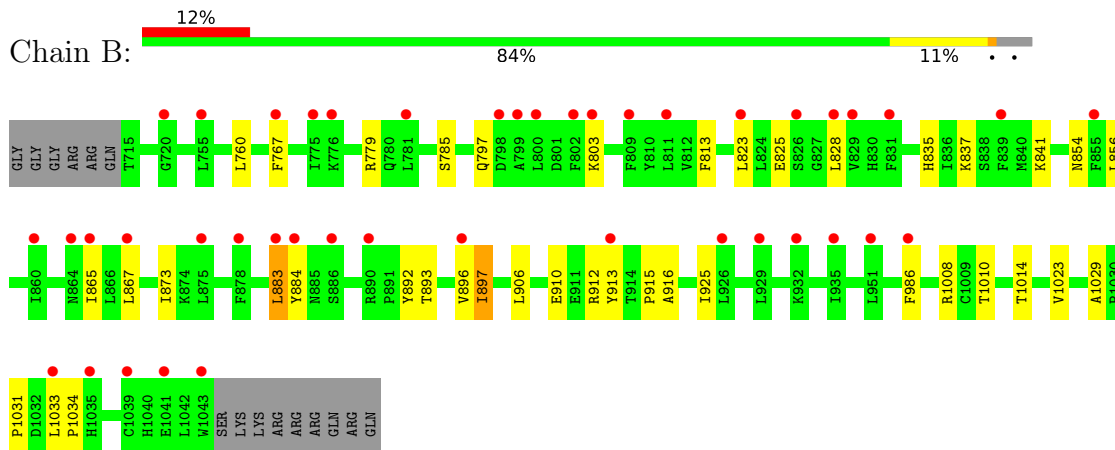 12%
Chain B:
84% 11% • •
GLY GLY GLY ARG ARG GLN T715 G720 L755 L760 F767 I775 K776 R779 Q780 L781 S785 Q797 D798 A799 L800 D801 F802 K803 F809 Y810 L811 V812 F813 L823 L824 E825 S826 G827 L828 V829 H830 F831 H835 I836 K837 S838 F839 M840 K841 N854 F855 L856
I860 N864 I865 L866 L867 I873 K874 L875 F878 L883 Y884 N885 S886 R890 P891 Y892 T893 V896 I897 L906 E910 E911 R912 Y913 T914 P915 A916 I925 L926 L929 K932 I935 L951 F986 R1008 C1009 T1010 T1014 V1023 A1029
P1031 D1032 L1033 P1034 H1035 C1039 H1040 E1041 L1042 W1043 SER LYS LYS ARG ARG ARG GLN ARG GLN